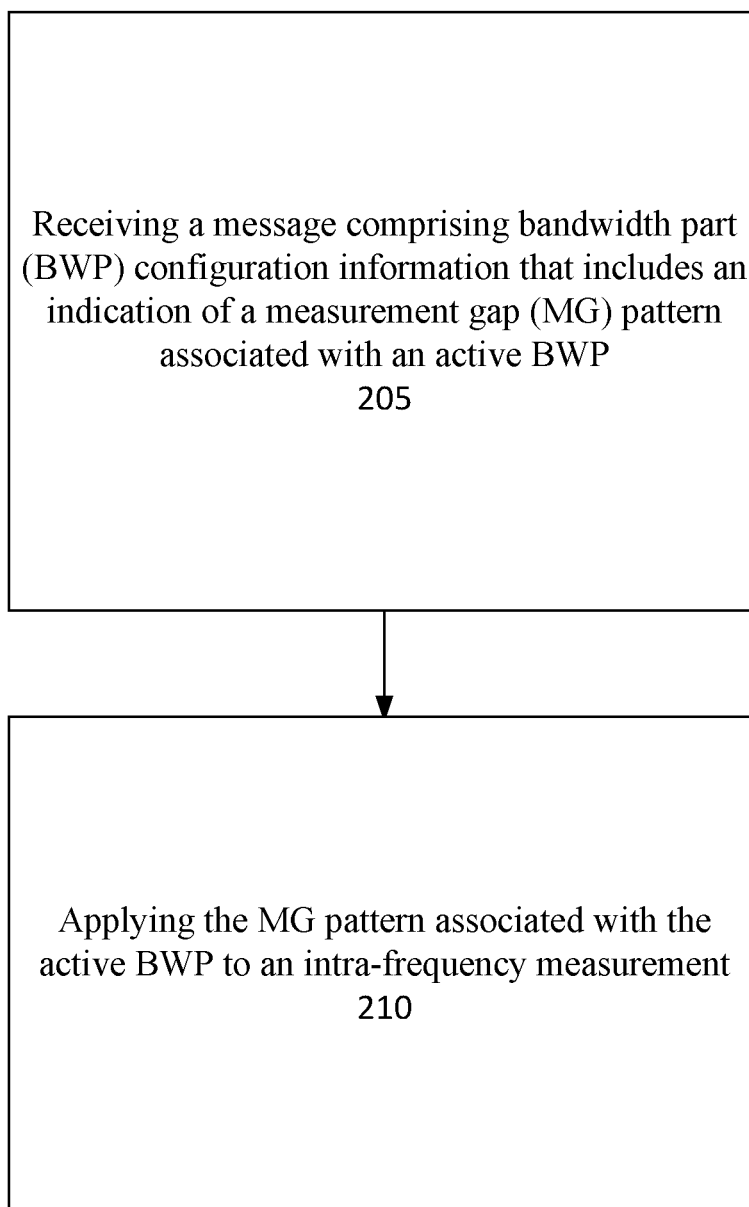 Receiving a message comprising bandwidth part
(BWP) configuration information that includes an
indication of a measurement gap (MG) pattern
associated with an active BWP
205
Applying the MG pattern associated with the
active BWP to an intra-frequency measurement
210